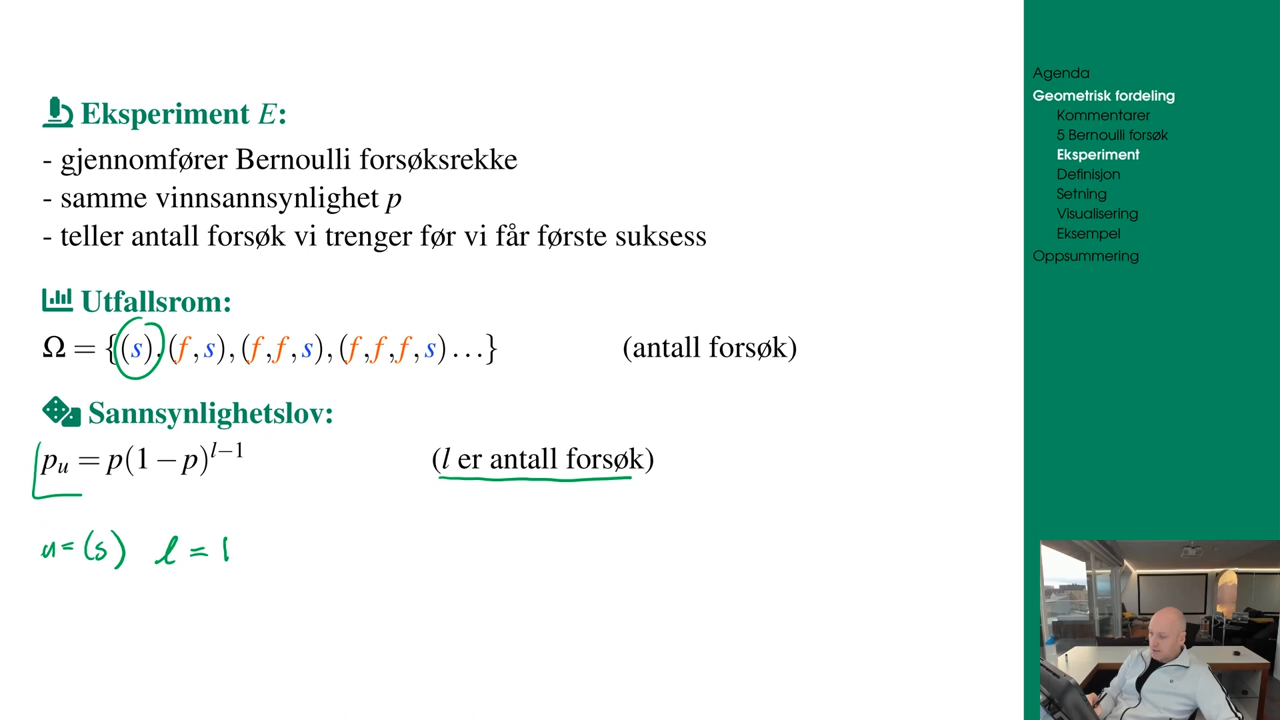 Eksperiment E:
- gjennomfører Bernoulli forsøksrekke
- samme vinnsannsynlighet p
- teller antall forsøk vi trenger før vi får første suksess
Utfallsrom:
Ω = {(s), (f,s), (f,f,s), (f,f,f,s)...} (antall forsøk)
Sannsynlighetslov:
p_u = p(1 − p)^{l−1} (l er antall forsøk)
u = (s) l = 1
Agenda
Geometrisk fordeling
Kommentarer
5 Bernoulli forsøk
Eksperiment
Definisjon
Setning
Visualisering
Eksempel
Oppsummering